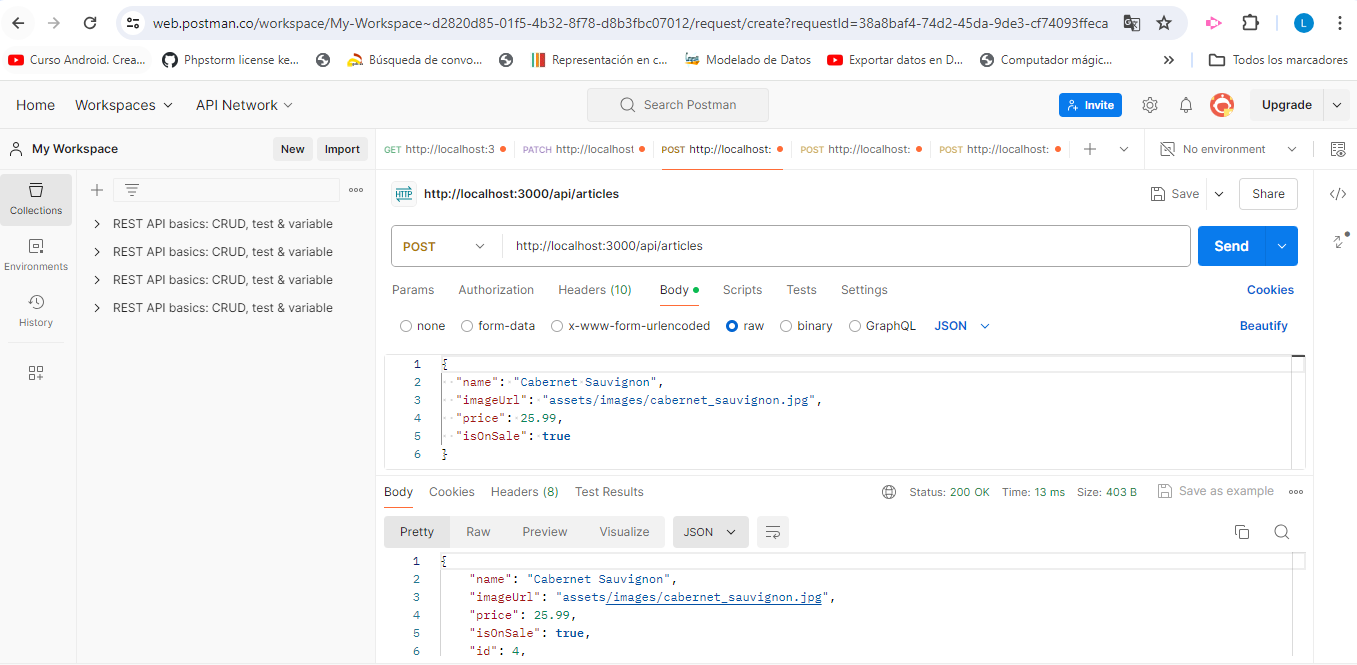 web.postman.co/workspace/My-Workspace~d2820d85-01f5-4b32-8f78-d8b3fbc07012/request/create?requestId=38a8baf4-74d2-45da-9de3-cf74093ffeca L
Curso Android. Crea... Phpstorm license ke... Búsqueda de convo... Representación en c... Modelado de Datos Exportar datos en D... Computador mágic... » Todos los marcadores
Home Workspaces API Network Search Postman Invite Upgrade
My Workspace New Import GET http://localhost:3 PATCH http://localhost POST http://localhost: POST http://localhost: POST http://localhost: No environment
Collections
Environments
History
REST API basics: CRUD, test & variable
REST API basics: CRUD, test & variable
REST API basics: CRUD, test & variable
REST API basics: CRUD, test & variable
HTTP http://localhost:3000/api/articles Save Share </>
POST http://localhost:3000/api/articles Send
Params Authorization Headers (10) Body Scripts Tests Settings Cookies
none form-data x-www-form-urlencoded raw binary GraphQL JSON Beautify
1 {
2 "name": "Cabernet Sauvignon",
3 "imageUrl": "assets/images/cabernet_sauvignon.jpg",
4 "price": 25.99,
5 "isOnSale": true
6 }
Body Cookies Headers (8) Test Results Status: 200 OK Time: 13 ms Size: 403 B Save as example
Pretty Raw Preview Visualize JSON
1 {
2 "name": "Cabernet Sauvignon",
3 "imageUrl": "assets/images/cabernet_sauvignon.jpg",
4 "price": 25.99,
5 "isOnSale": true,
6 "id": 4,